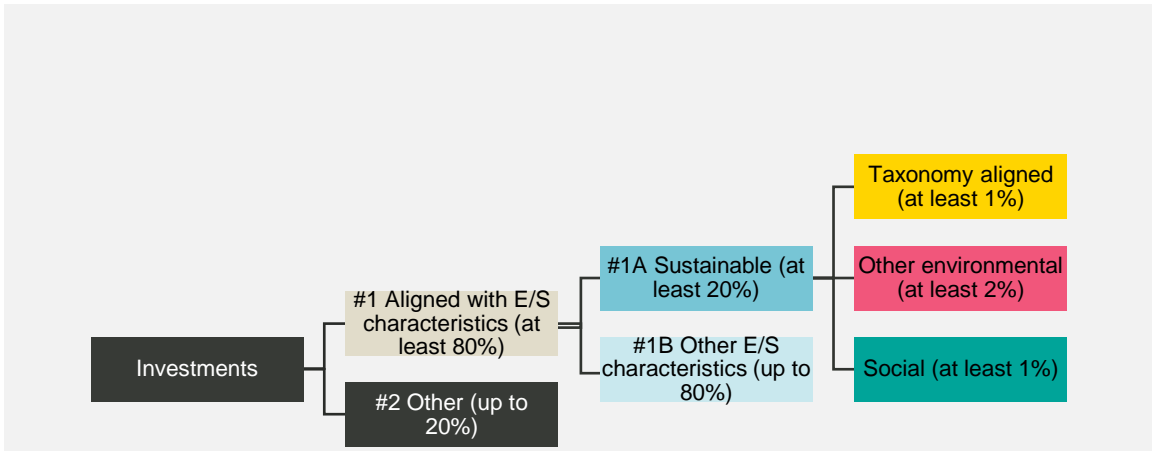 Investments
#1 Aligned with E/S
characteristics (at
least 80%)
#2 Other (up to
20%)
#1A Sustainable (at
least 20%)
#1B Other E/S
characteristics (up to
80%)
Taxonomy aligned
(at least 1%)
Other environmental
(at least 2%)
Social (at least 1%)